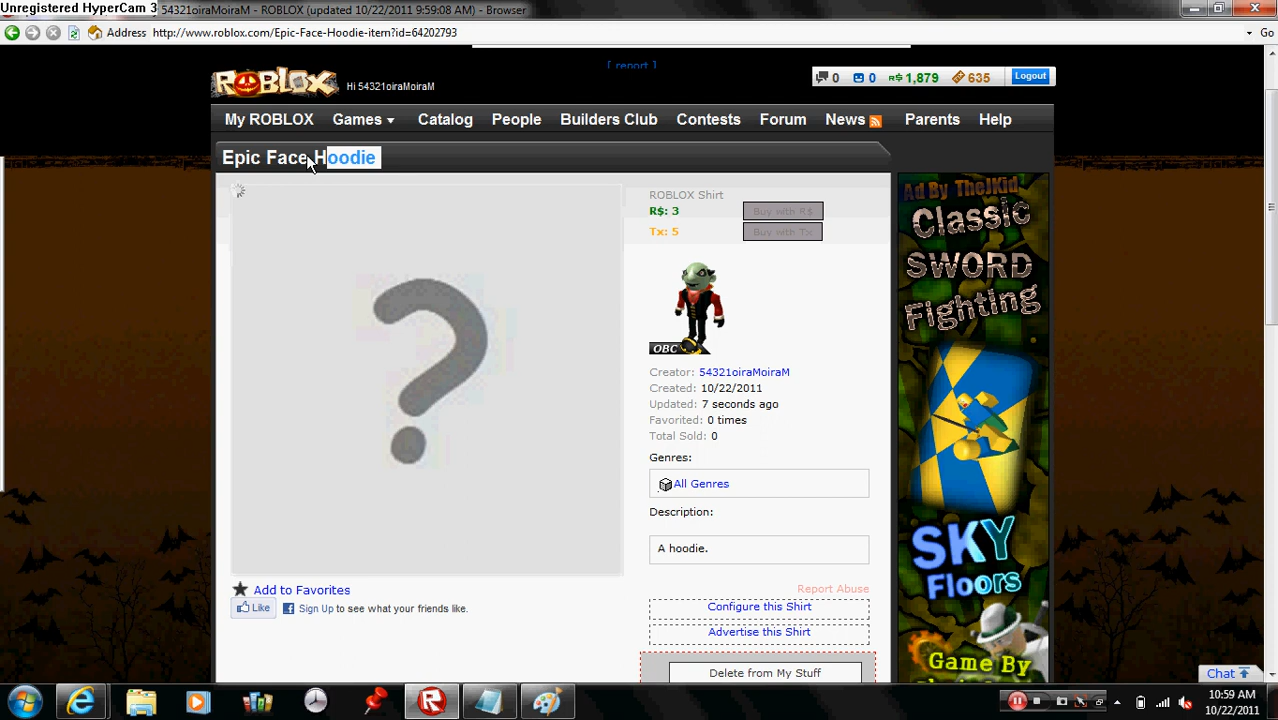 Unregistered HyperCam 3
54321oiraMoiraM - ROBLOX (updated 10/22/2011 9:59:08 AM) - Browser
Address http://www.roblox.com/Epic-Face-Hoodie-item?id=64202793
Go
[ report ]
ROBLOX
Hi 54321oiraMoiraM
0 0 R$ 1,879 635 Logout
My ROBLOX Games Catalog People Builders Club Contests Forum News Parents Help
Epic Face Hoodie
ROBLOX Shirt
R$: 3 Buy with R$
Tx: 5 Buy with Tx
OBC
Creator: 54321oiraMoiraM
Created: 10/22/2011
Updated: 7 seconds ago
Favorited: 0 times
Total Sold: 0
Genres:
All Genres
Description:
A hoodie.
Report Abuse
Configure this Shirt
Advertise this Shirt
Delete from My Stuff
Add to Favorites
Like Sign Up to see what your friends like.
Ad By TheJKid
Classic
SWORD
Fighting
SKY
Floors
Game By
Chat
10:59 AM
10/22/2011